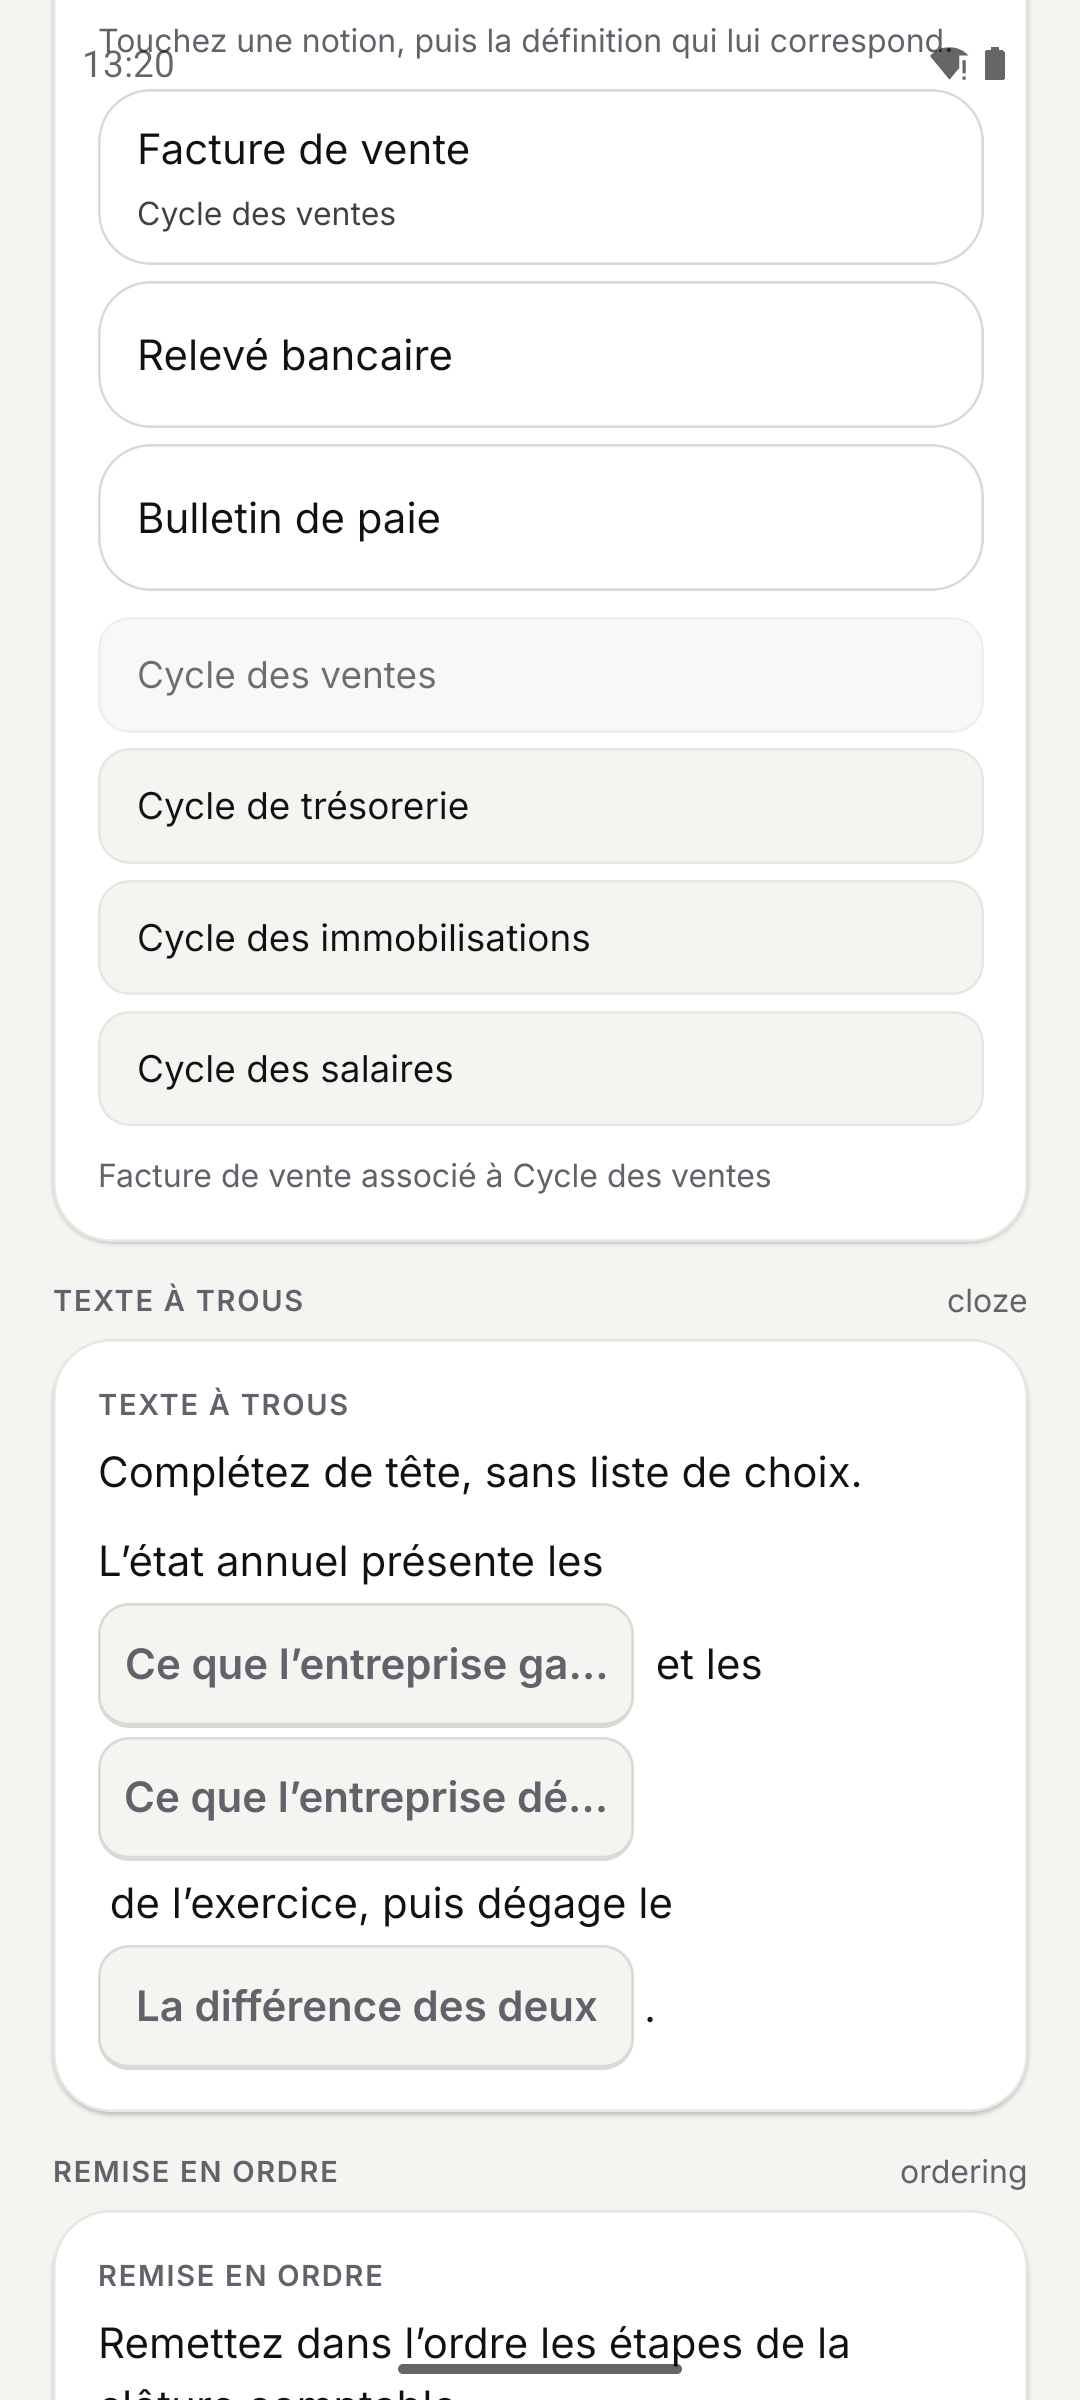 Touchez une notion, puis la définition qui lui correspond.
13:20
Facture de vente
Cycle des ventes
Relevé bancaire
Bulletin de paie
Cycle des ventes
Cycle de trésorerie
Cycle des immobilisations
Cycle des salaires
Facture de vente associé à Cycle des ventes
TEXTE À TROUS cloze
TEXTE À TROUS
Complétez de tête, sans liste de choix.
L’état annuel présente les
Ce que l’entreprise ga… et les
Ce que l’entreprise dé…
de l’exercice, puis dégage le
La différence des deux .
REMISE EN ORDRE ordering
REMISE EN ORDRE
Remettez dans l’ordre les étapes de la
clôture comptable